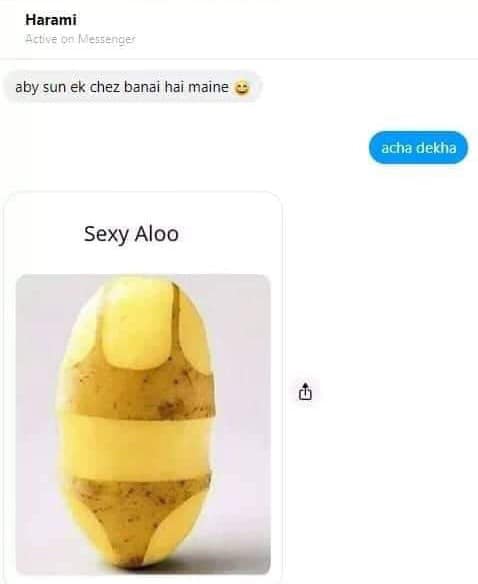 Harami
Active on Messenger
aby sun ek chez banai hai maine 😄
acha dekha
Sexy Aloo